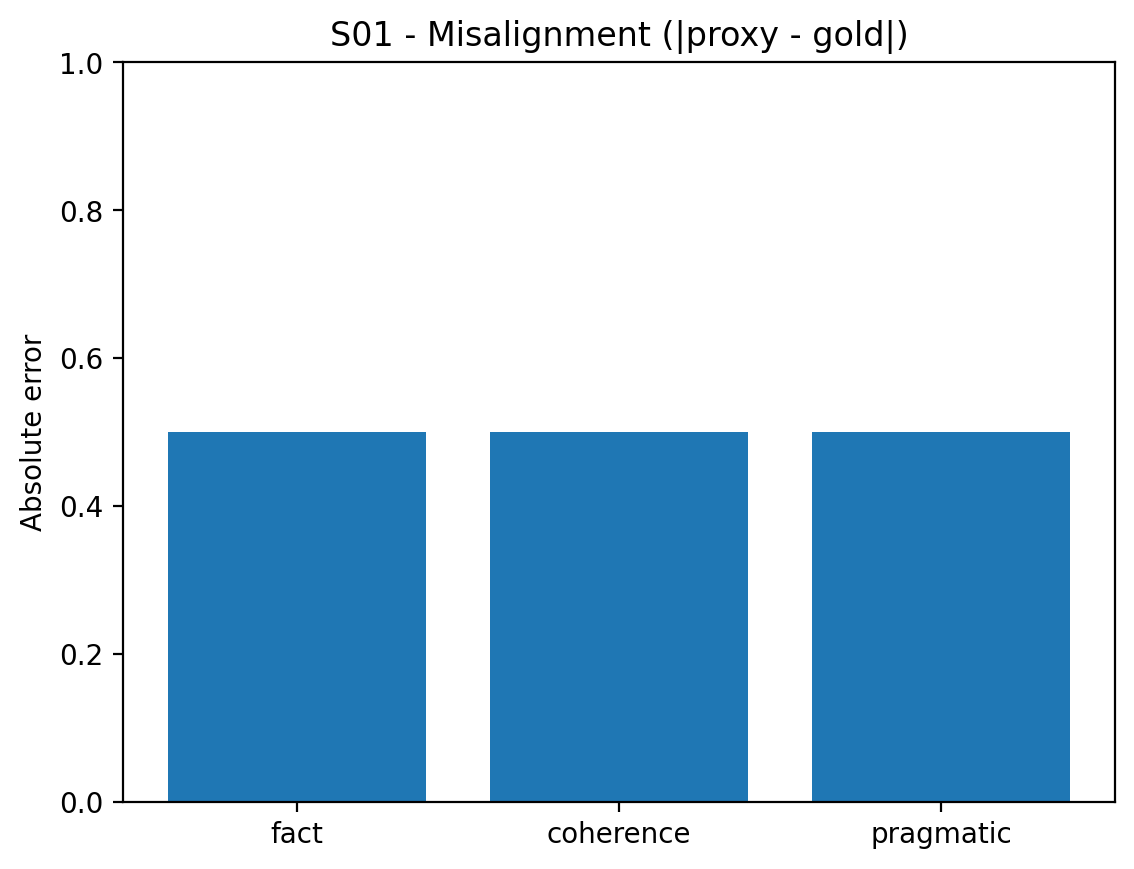 S01 - Misalignment (|proxy - gold|)
Absolute error
1.0
0.8
0.6
0.4
0.2
0.0
fact coherence pragmatic